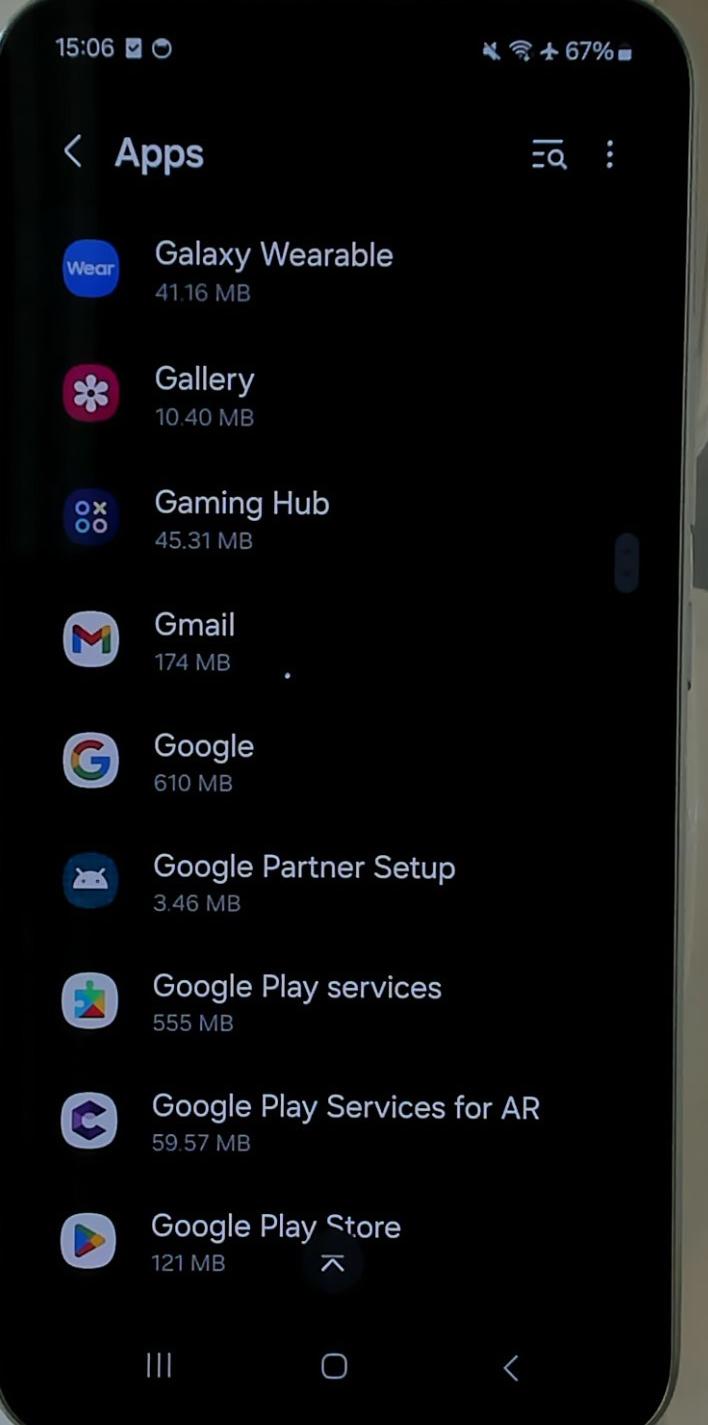 15:06
67%
Apps
Wear
Galaxy Wearable
41.16 MB
Gallery
10.40 MB
Gaming Hub
45.31 MB
Gmail
174 MB
Google
610 MB
Google Partner Setup
3.46 MB
Google Play services
555 MB
Google Play Services for AR
59.57 MB
Google Play Store
121 MB